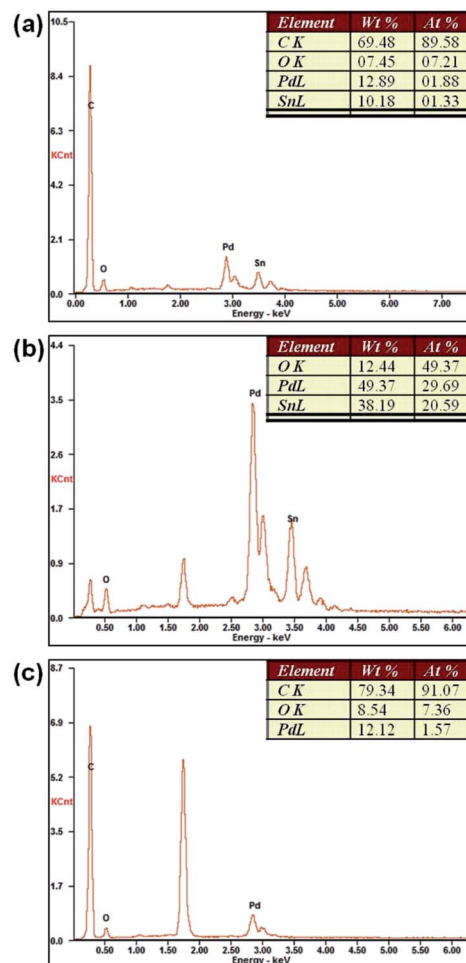 (a)
10.5
8.4
6.3
KCnt
4.2
2.1
0.0
C
O
Pd
Sn
Element Wt % At %
C K 69.48 89.58
O K 07.45 07.21
PdL 12.89 01.88
SnL 10.18 01.33
0.00 1.00 2.00 3.00 4.00 5.00 6.00 7.00
Energy - keV
(b)
4.4
3.5
2.6
KCnt
1.7
0.9
0.0
O
Pd
Sn
Element Wt % At %
O K 12.44 49.37
PdL 49.37 29.69
SnL 38.19 20.59
0.50 1.00 1.50 2.00 2.50 3.00 3.50 4.00 4.50 5.00 5.50 6.00
Energy - keV
(c)
8.7
6.9
5.2
KCnt
3.5
1.7
0.0
C
O
Pd
Element Wt % At %
C K 79.34 91.07
O K 8.54 7.36
PdL 12.12 1.57
0.50 1.00 1.50 2.00 2.50 3.00 3.50 4.00 4.50 5.00 5.50 6.00
Energy - keV